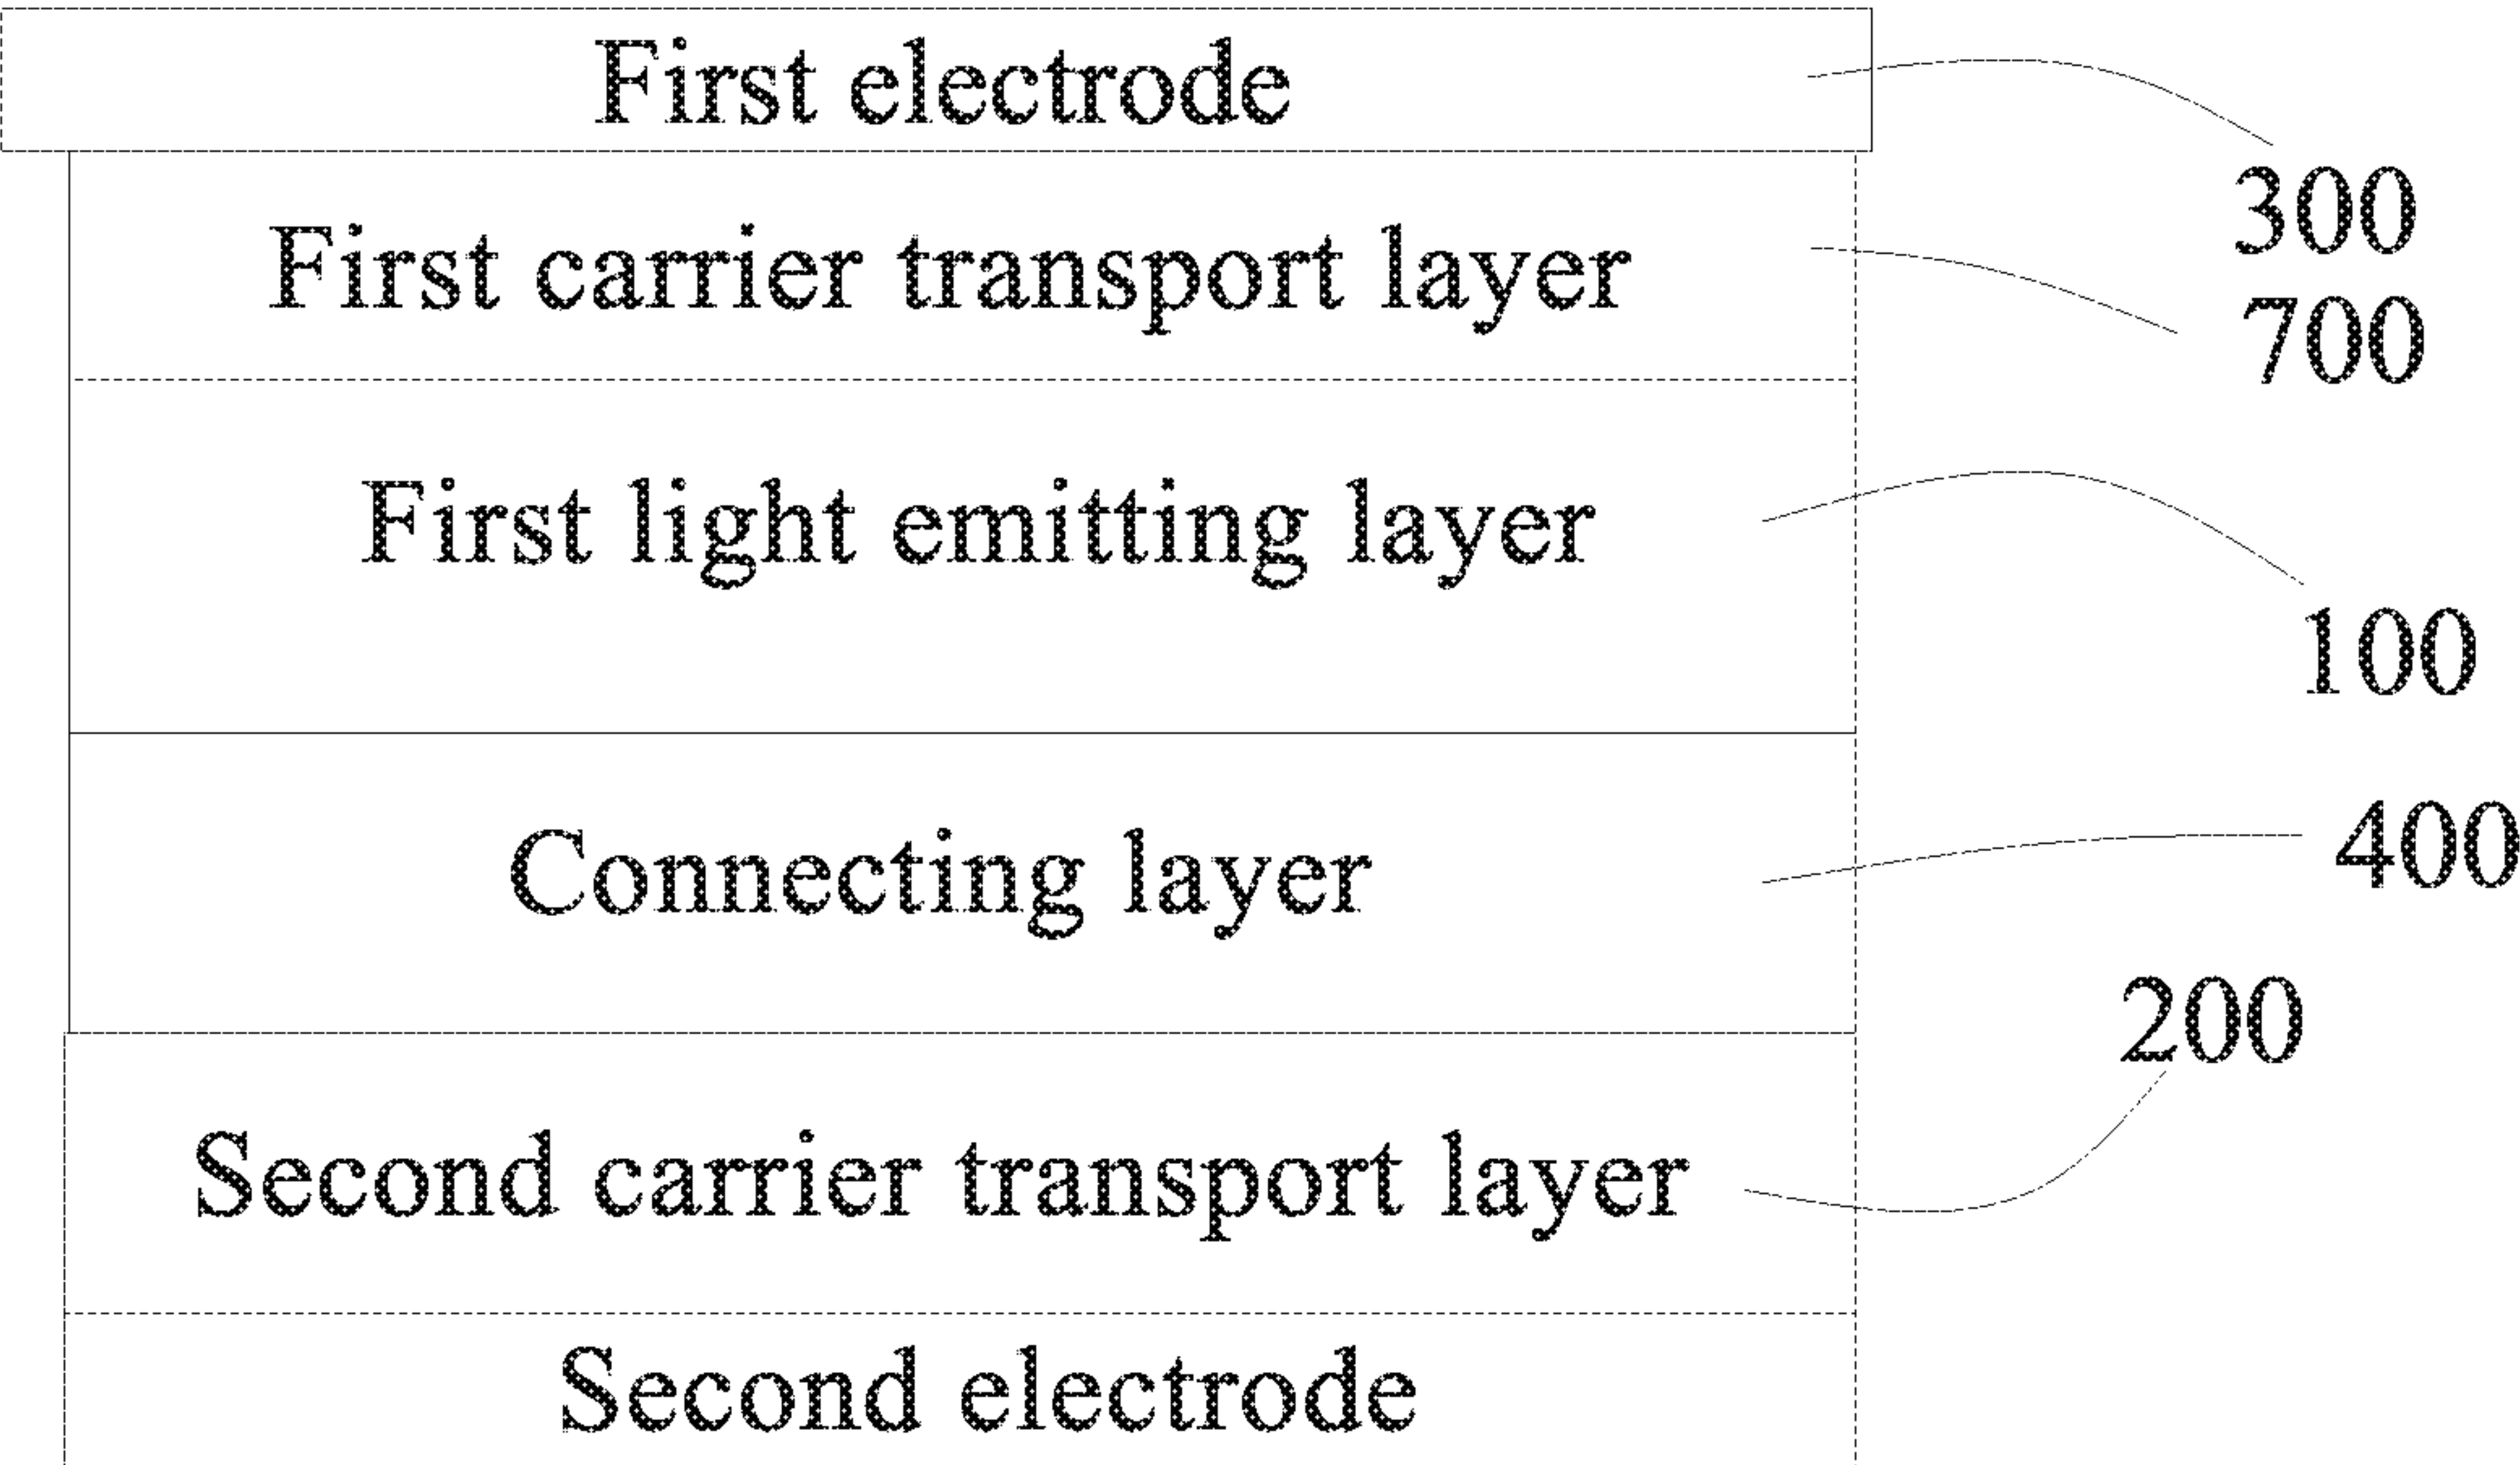 First electrode
300
First carrier transport layer
700
First light emitting layer
100
Connecting layer
400
200
Second carrier transport layer
Second electrode